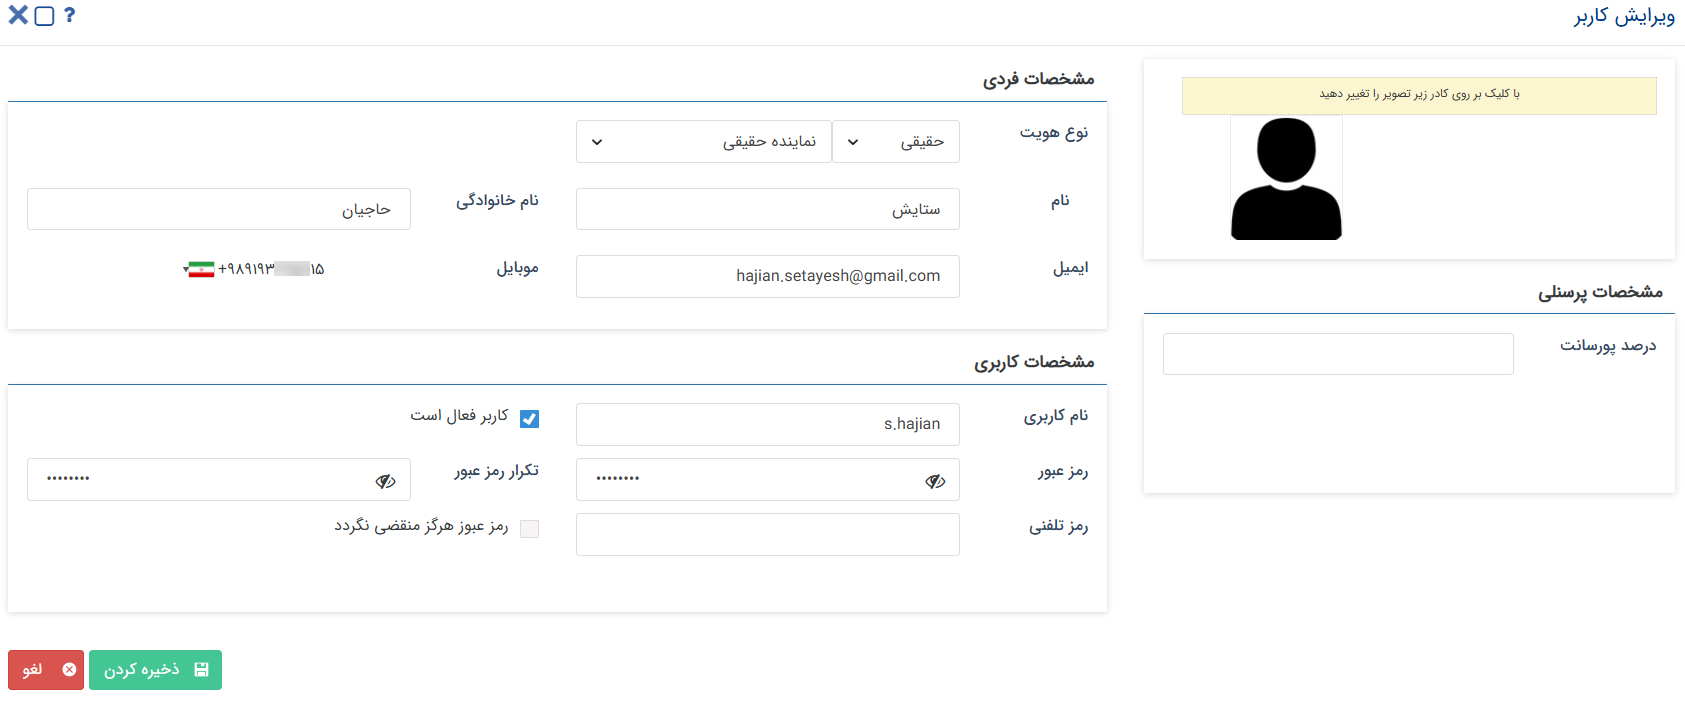 ویرایش کاربر
?
با کلیک بر روی کادر زیر تصویر را تغییر دهید
مشخصات پرسنلی
درصد پورسانت
مشخصات فردی
نوع هویت
حقیقی
نماینده حقیقی
نام
ستایش
نام خانوادگی
حاجیان
ایمیل
hajian.setayesh@gmail.com
موبایل
+۹۸۹۱۹۳ ۱۵
مشخصات کاربری
نام کاربری
s.hajian
کاربر فعال است
رمز عبور
••••••••
تکرار رمز عبور
••••••••
رمز تلفنی
رمز عبوز هرگز منقضی نگردد
ذخیره کردن
لغو